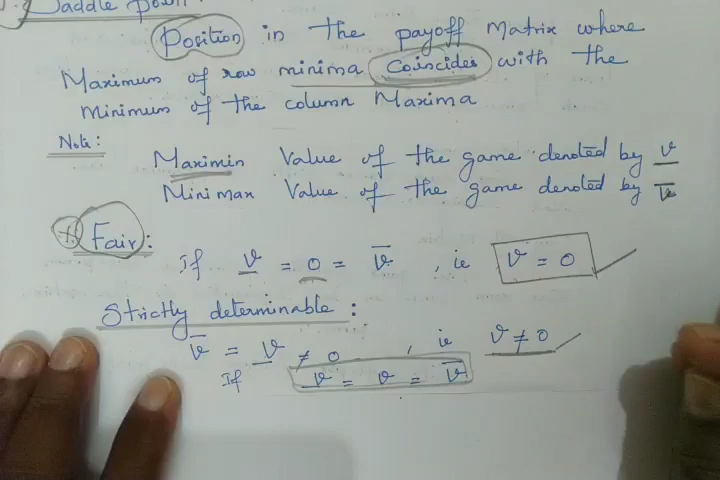 Saddle point
Position in the payoff Matrix where
Maximum of row minima Coincides with the
Minimum of the column Maxima
Note:
Maximin Value of the game denoted by v̲
Minimax Value of the game denoted by v̅
* Fair:
If v̲ = 0 = v̅ , ie v = 0
Strictly determinable:
v̅ = v̲ ≠ 0 , ie v ≠ 0
If v̲ = v = v̅